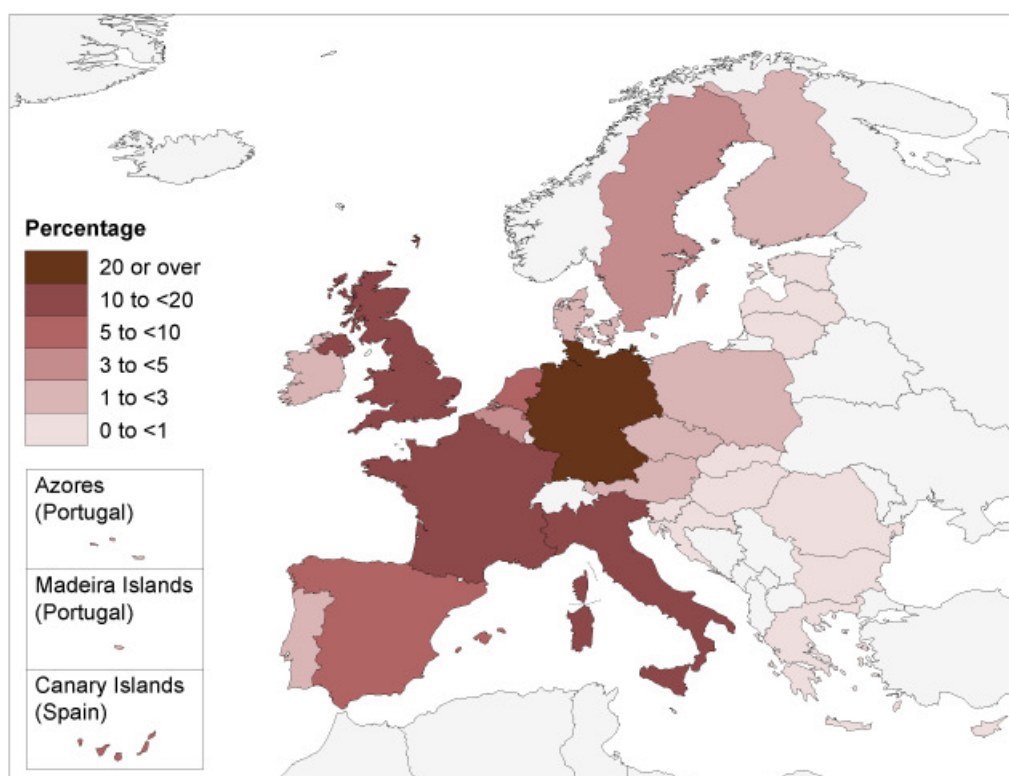 Percentage
20 or over
10 to <20
5 to <10
3 to <5
1 to <3
0 to <1
Azores
(Portugal)
Madeira Islands
(Portugal)
Canary Islands
(Spain)